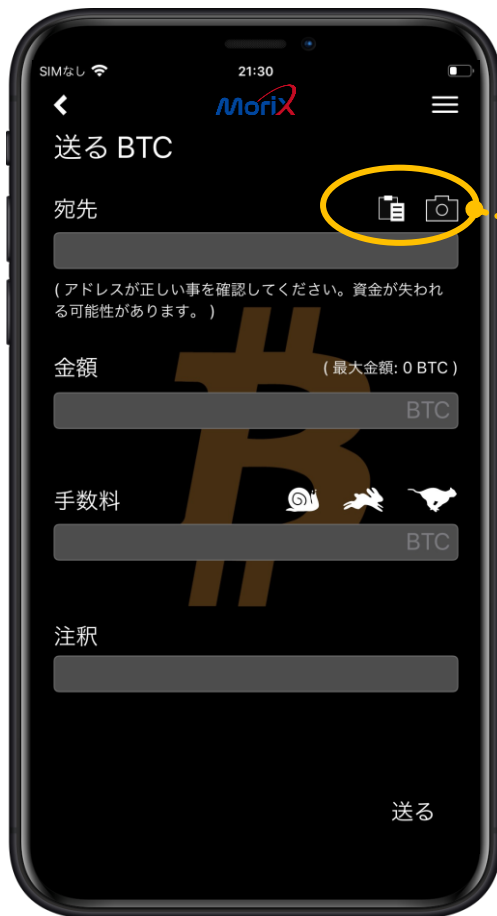 SIMなし
21:30
MoriX
送る BTC
宛先
( アドレスが正しい事を確認してください。資金が失われ
る可能性があります。 )
金額
( 最大金額: 0 BTC )
BTC
手数料
BTC
注釈
送る